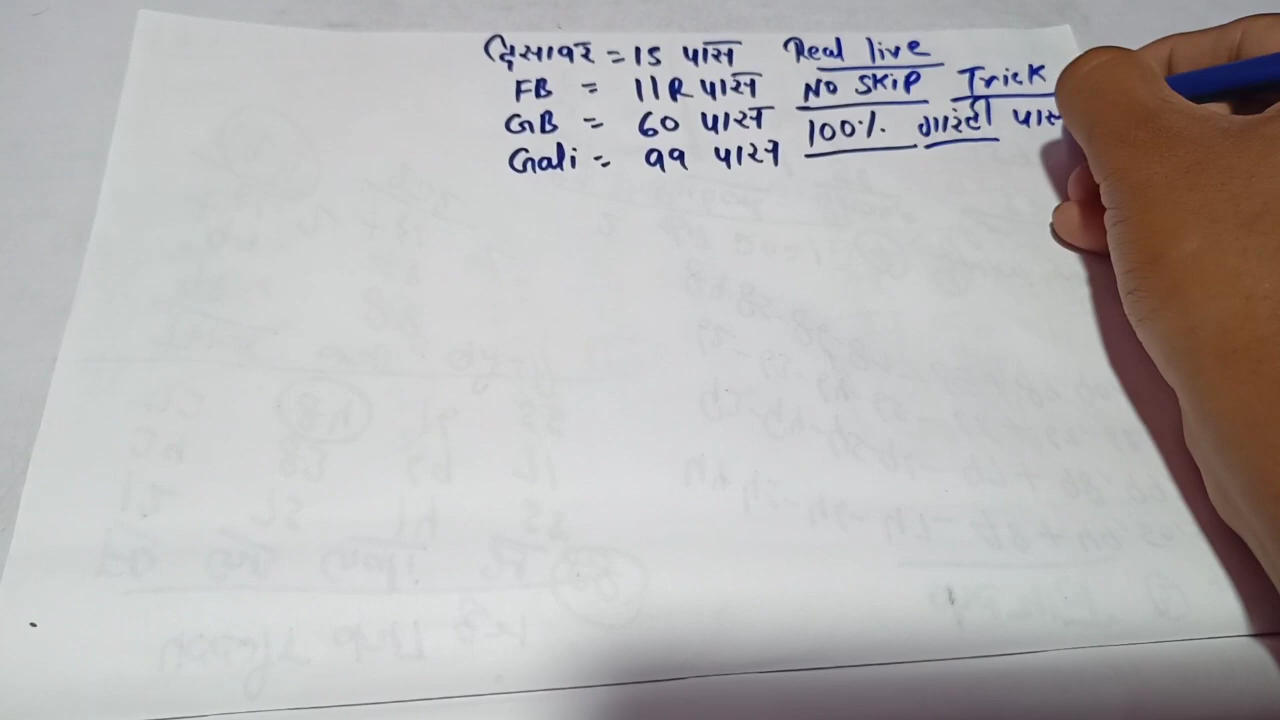 दिसावर = 15 पास Real live
FB = 11R पास No SKIP Trick
GB = 60 पास 100%. गारंटी पास
Gali = 99 पास